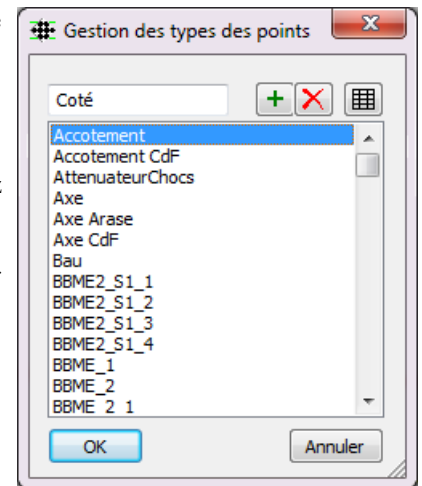 Gestion des types des points
Coté
Accotement
Accotement CdF
AttenuateurChocs
Axe
Axe Arase
Axe CdF
Bau
BBME2_S1_1
BBME2_S1_2
BBME2_S1_3
BBME2_S1_4
BBME_1
BBME_2
BBME_2_1
OK Annuler